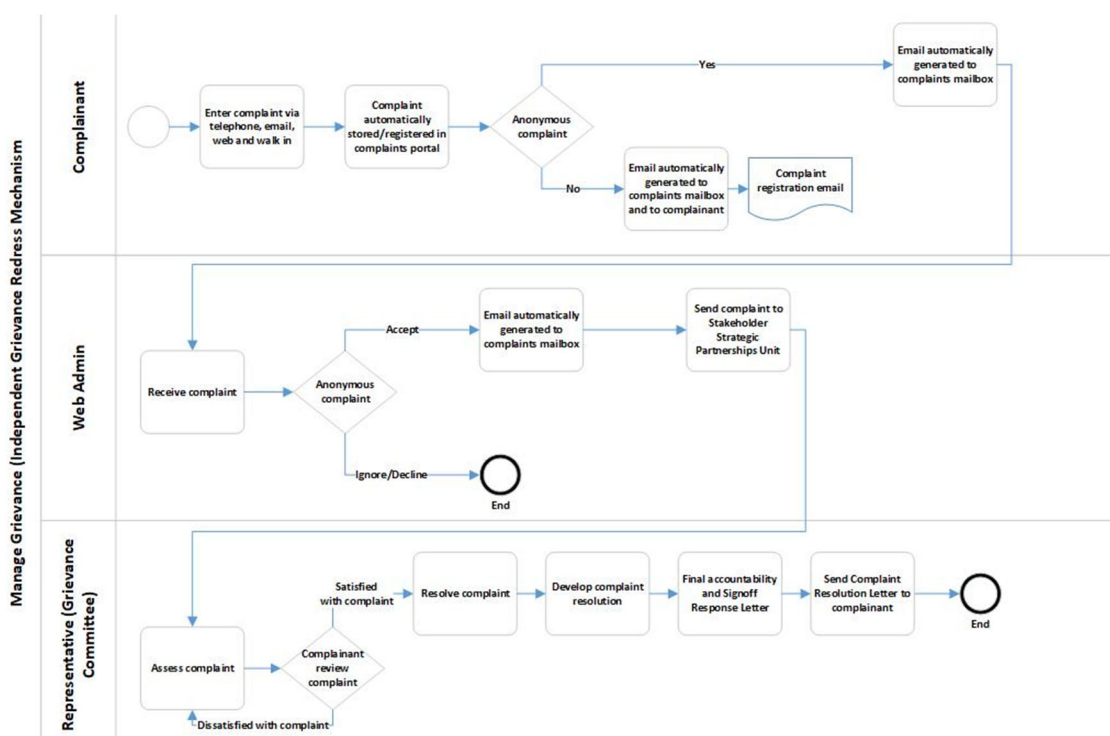 Manage Grievance (Independent Grievance Redress Mechanism
Complainant
Enter complaint via
telephone, email,
web and walk in
Complaint
automatically
stored/registered in
complaints portal
Anonymous
complaint
Yes
Email automatically
generated to
complaints mailbox
No
Email automatically
generated to
complaints mailbox
and to complainant
Complaint
registration email
Web Admin
Receive complaint
Anonymous
complaint
Accept
Email automatically
generated to
complaints mailbox
Send complaint to
Stakeholder
Strategic
Partnerships Unit
Ignore/Decline
End
Representative (Grievance
Committee)
Assess complaint
Complainant
review
complaint
Satisfied
with complaint
Resolve complaint
Develop complaint
resolution
Final accountability
and Signoff
Response Letter
Send Complaint
Resolution Letter to
complainant
End
Dissatisfied with complaint